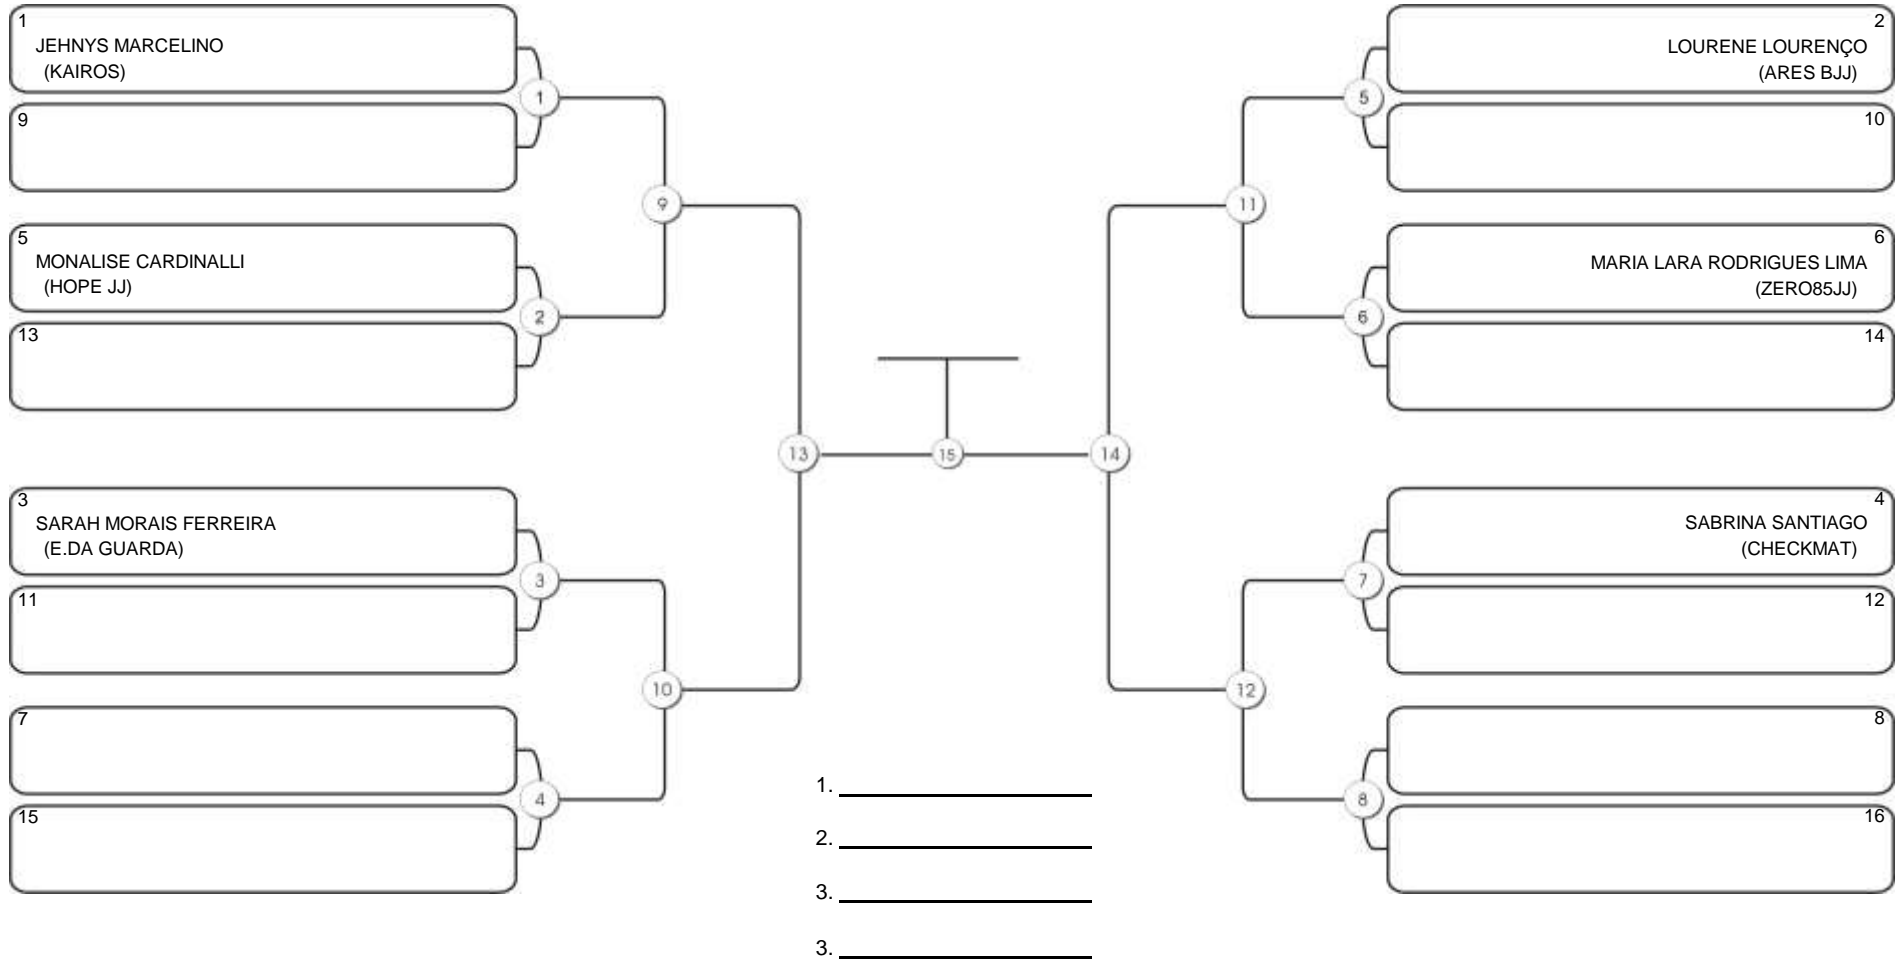 1
JEHNYS MARCELINO
(KAIROS)
9
5
MONALISE CARDINALLI
(HOPE JJ)
13
3
SARAH MORAIS FERREIRA
(E.DA GUARDA)
11
7
15
1
2
3
4
9
10
13
15
14
11
12
5
6
7
8
2
LOURENE LOURENÇO
(ARES BJJ)
10
6
MARIA LARA RODRIGUES LIMA
(ZERO85JJ)
14
4
SABRINA SANTIAGO
(CHECKMAT)
12
8
16
1.
2.
3.
3.